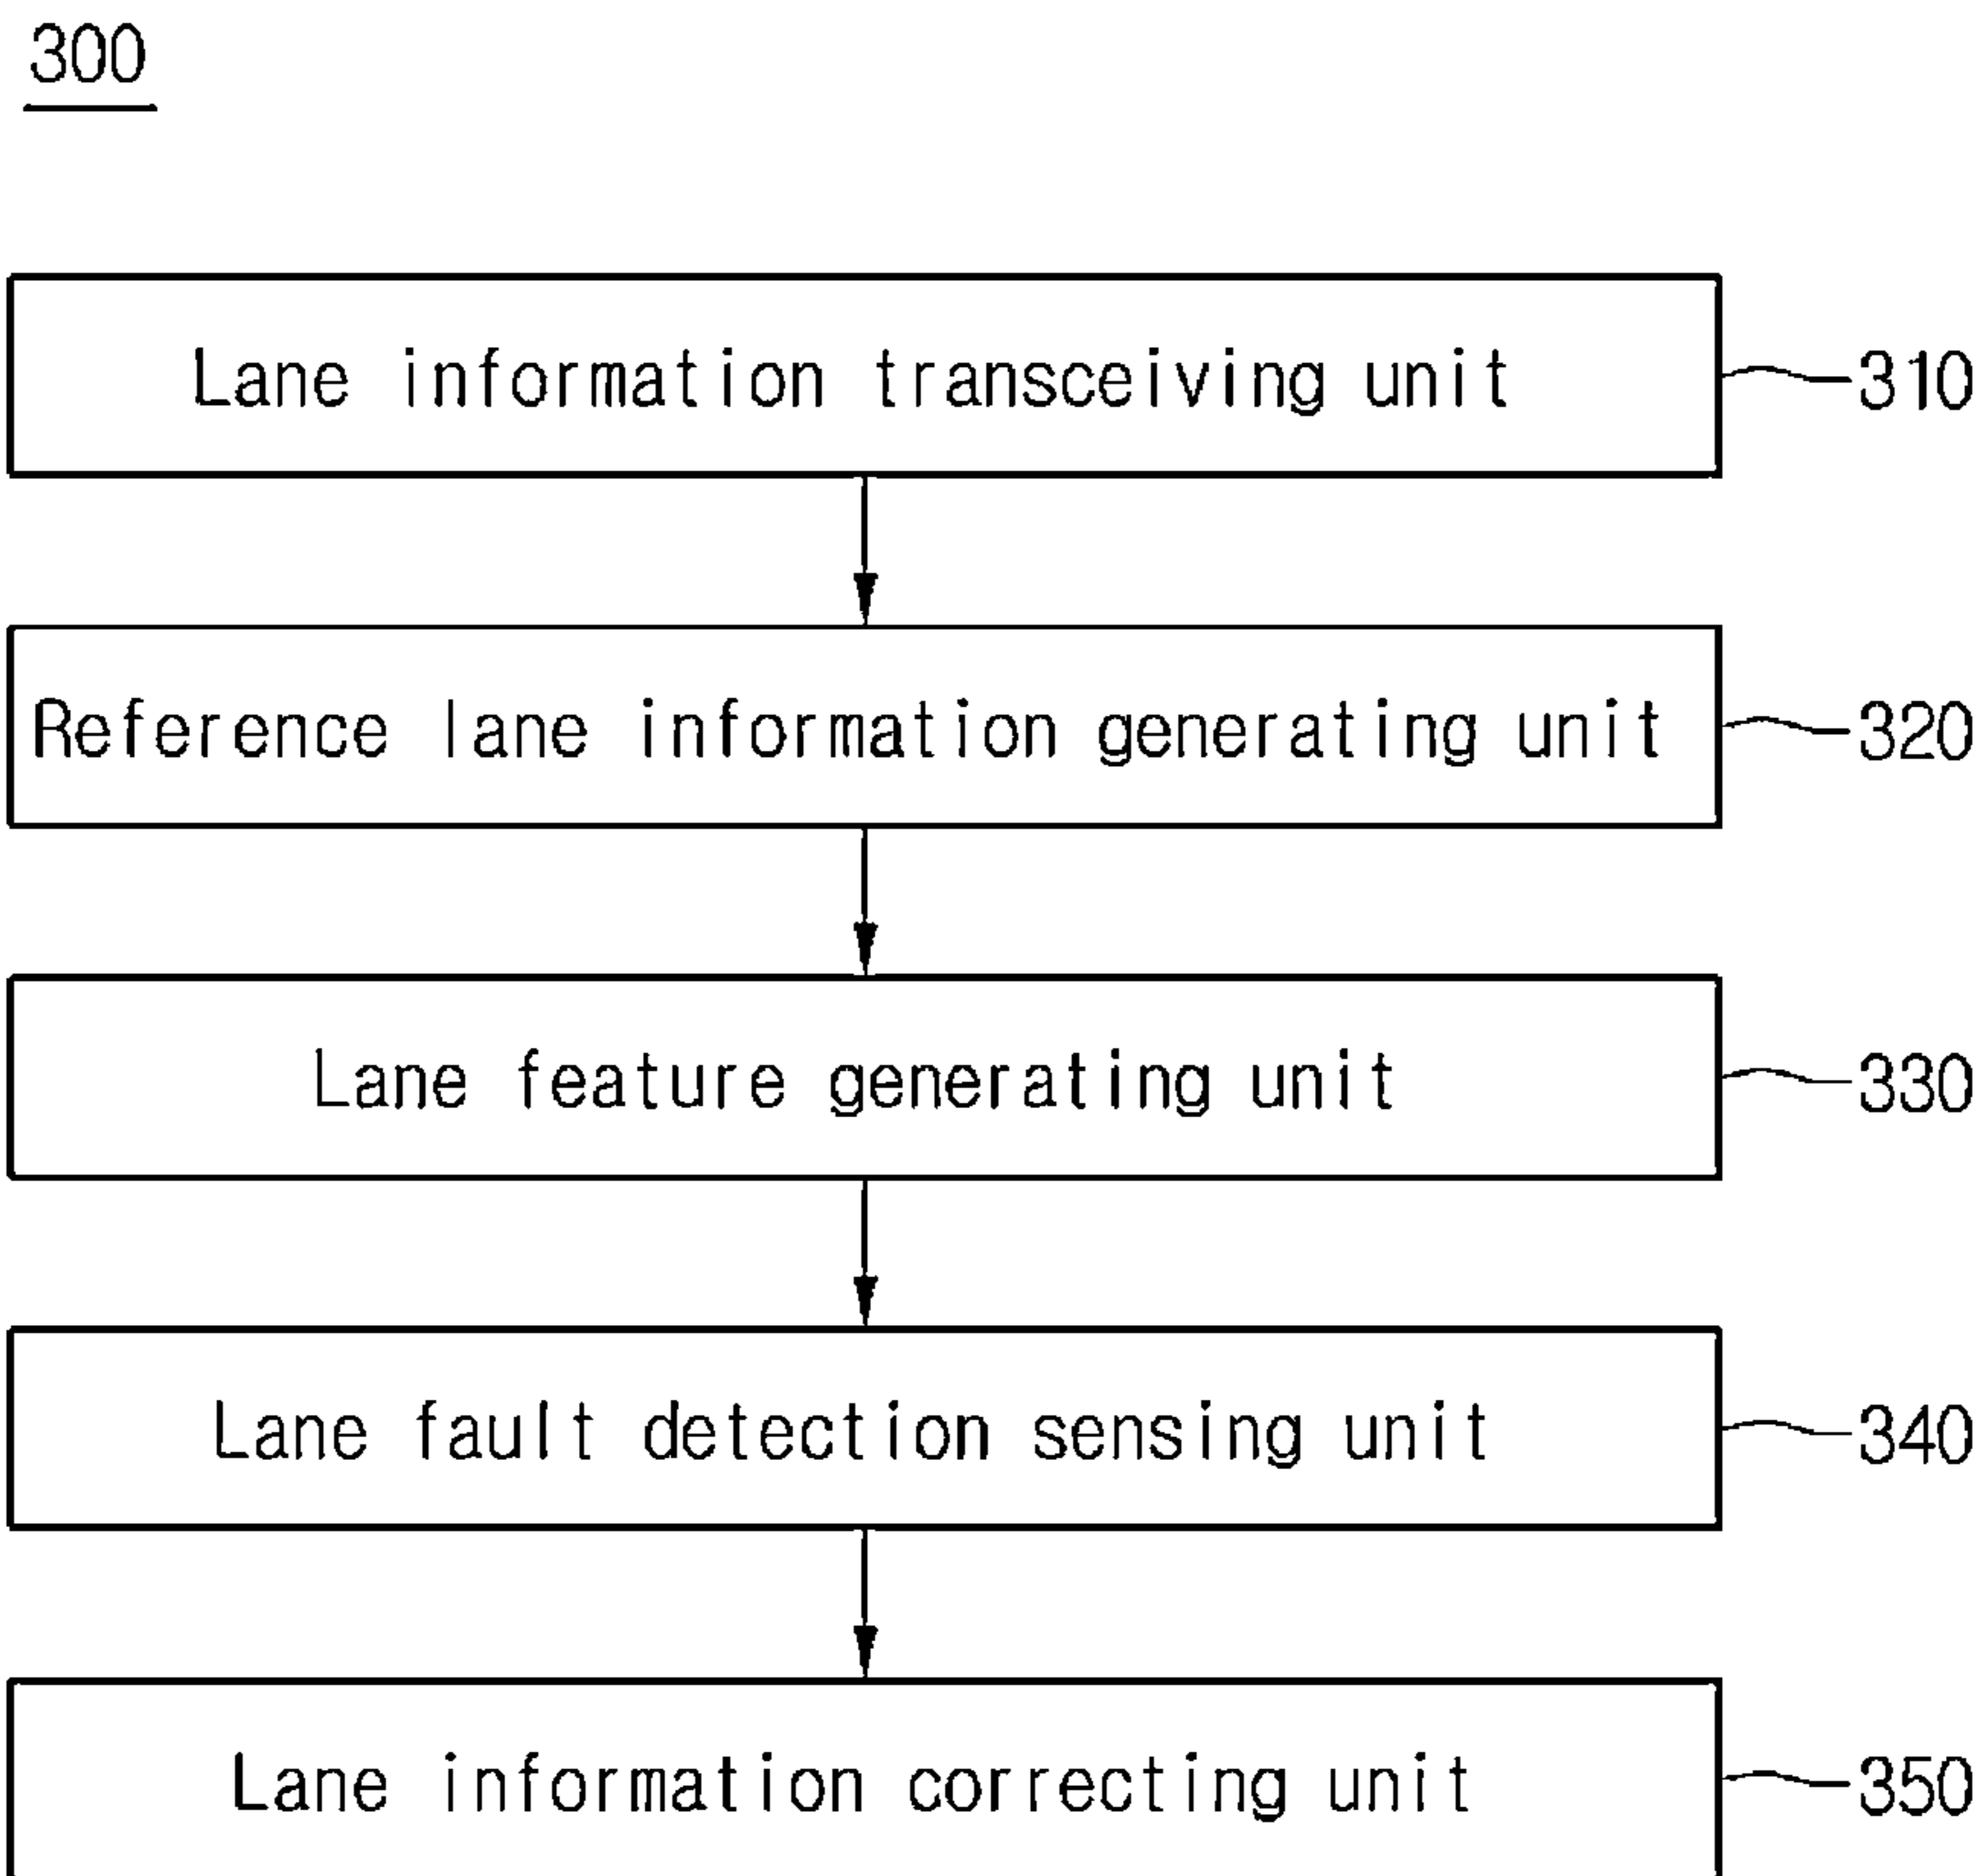 300
Lane information transceiving unit 310
Reference lane information generating unit 320
Lane feature generating unit 330
Lane fault detection sensing unit 340
Lane information correcting unit 350